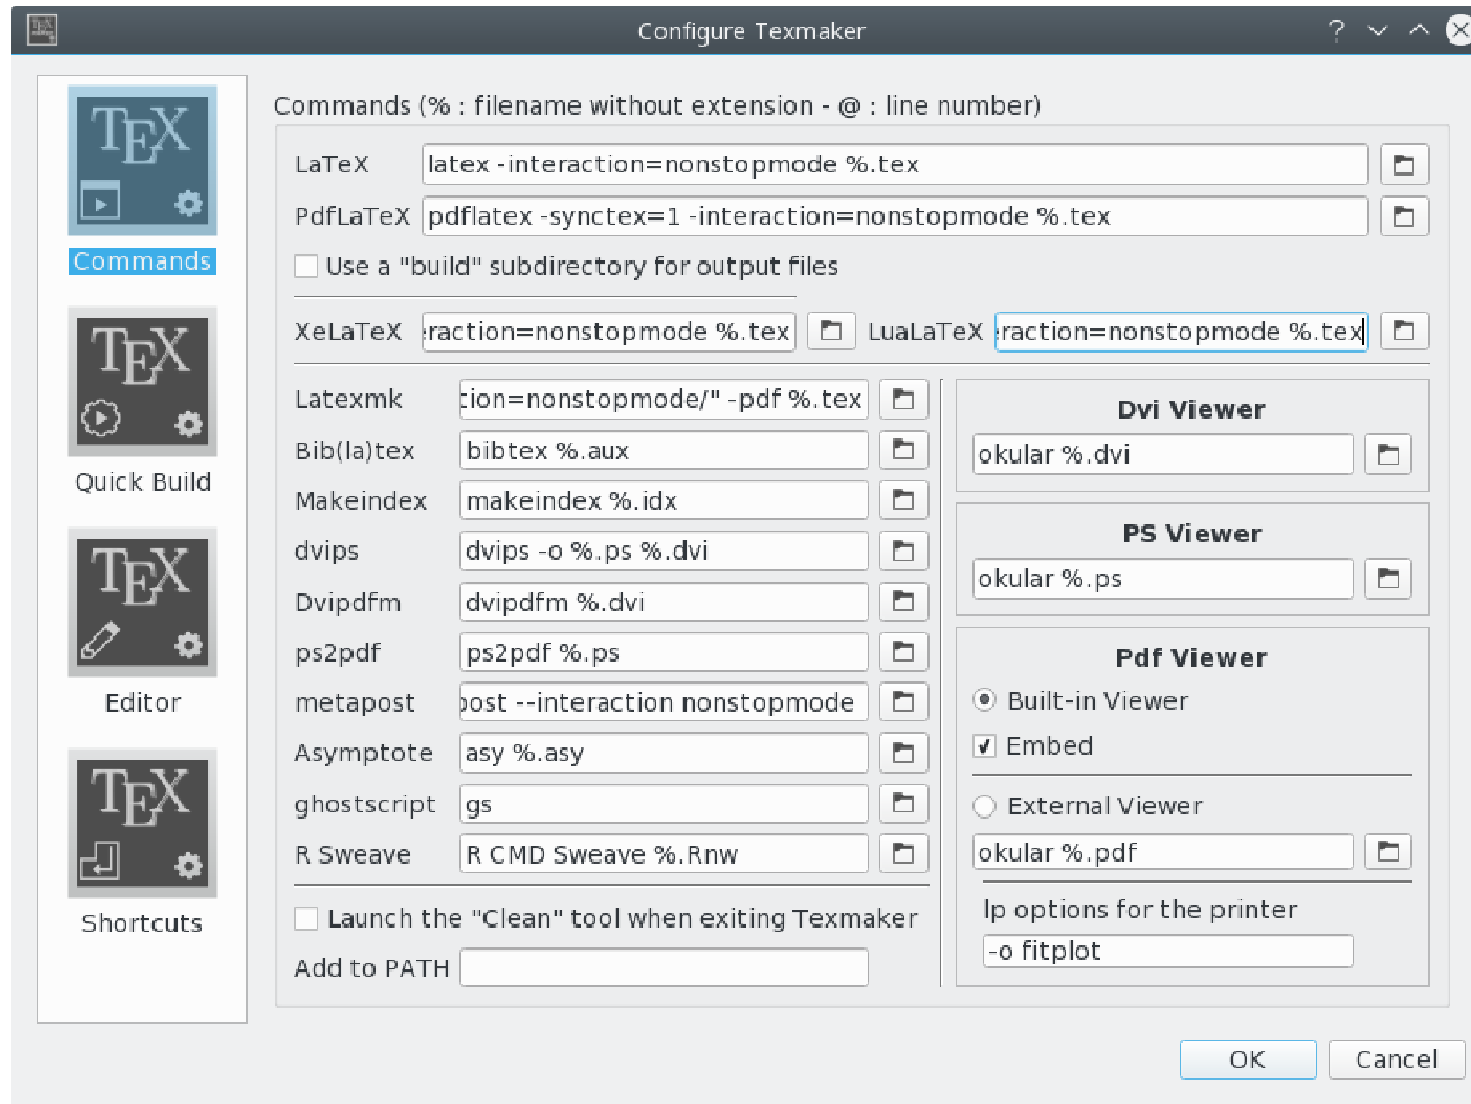 Configure Texmaker
Commands (% : filename without extension - @ : line number)
LaTeX latex -interaction=nonstopmode %.tex
PdfLaTeX pdflatex -synctex=1 -interaction=nonstopmode %.tex
Use a "build" subdirectory for output files
XeLaTeX eraction=nonstopmode %.tex LuaLaTeX eraction=nonstopmode %.tex
Latexmk tion=nonstopmode/" -pdf %.tex
Bib(la)tex bibtex %.aux
Makeindex makeindex %.idx
dvips dvips -o %.ps %.dvi
Dvipdfm dvipdfm %.dvi
ps2pdf ps2pdf %.ps
metapost post --interaction nonstopmode
Asymptote asy %.asy
ghostscript gs
R Sweave R CMD Sweave %.Rnw
Launch the "Clean" tool when exiting Texmaker
Add to PATH
Dvi Viewer
okular %.dvi
PS Viewer
okular %.ps
Pdf Viewer
Built-in Viewer
Embed
External Viewer
okular %.pdf
lp options for the printer
-o fitplot
TEX
Commands
TEX
Quick Build
TEX
Editor
TEX
Shortcuts
OK
Cancel